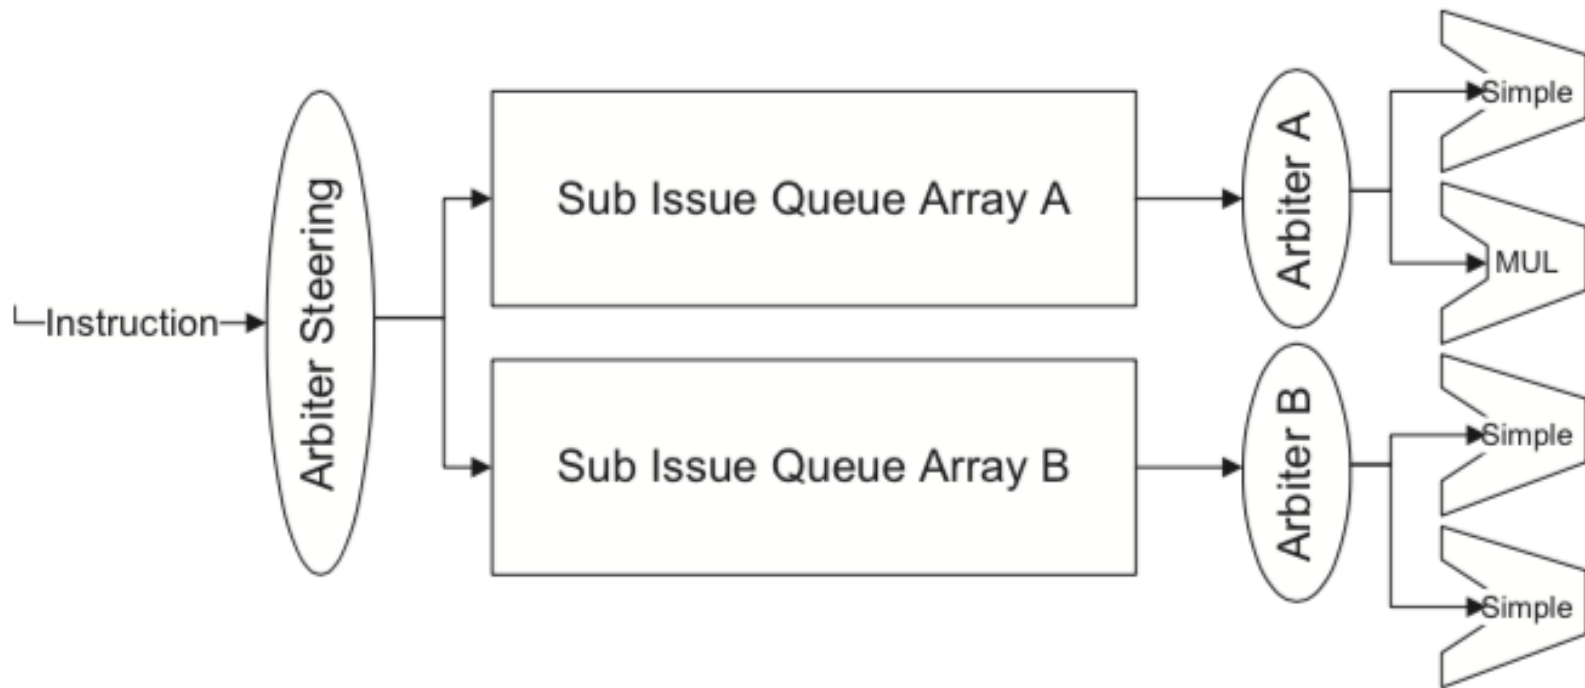 Instruction
Arbiter Steering
Sub Issue Queue Array A
Sub Issue Queue Array B
Arbiter A
Arbiter B
Simple
MUL
Simple
Simple